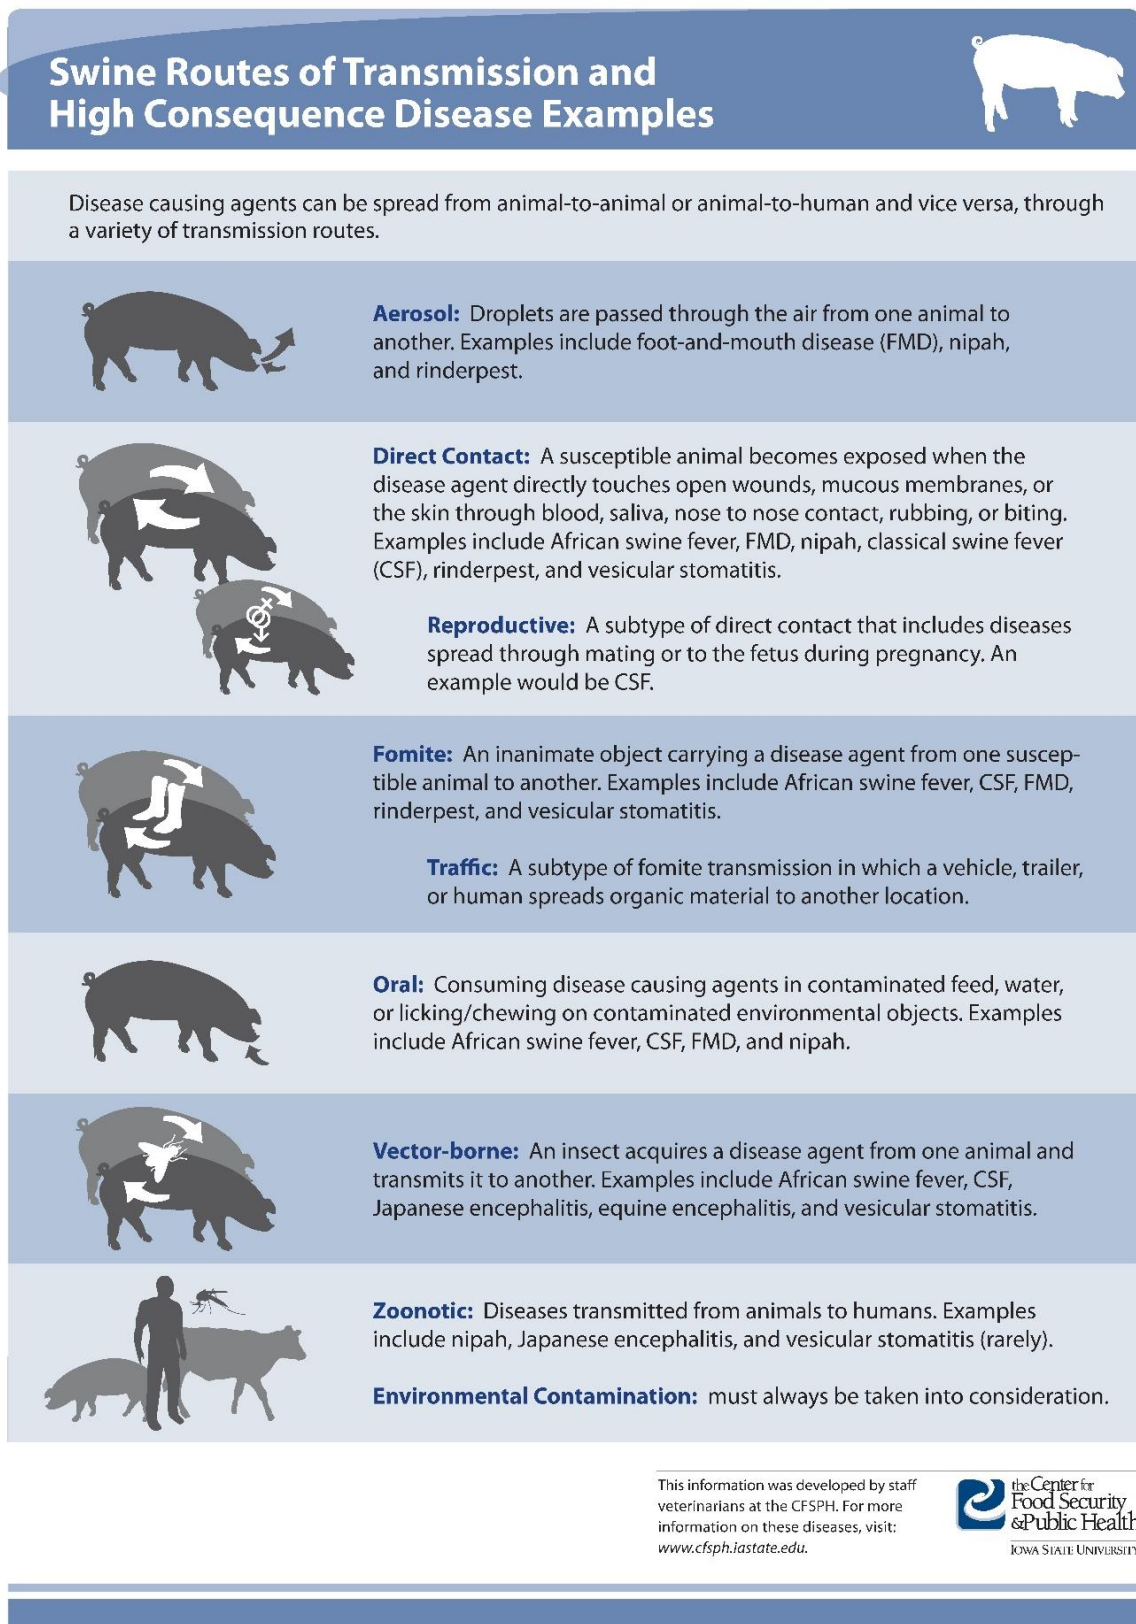 Swine Routes of Transmission and
High Consequence Disease Examples
Disease causing agents can be spread from animal-to-animal or animal-to-human and vice versa, through
a variety of transmission routes.
Aerosol: Droplets are passed through the air from one animal to
another. Examples include foot-and-mouth disease (FMD), nipah,
and rinderpest.
Direct Contact: A susceptible animal becomes exposed when the
disease agent directly touches open wounds, mucous membranes, or
the skin through blood, saliva, nose to nose contact, rubbing, or biting.
Examples include African swine fever, FMD, nipah, classical swine fever
(CSF), rinderpest, and vesicular stomatitis.
Reproductive: A subtype of direct contact that includes diseases
spread through mating or to the fetus during pregnancy. An
example would be CSF.
Fomite: An inanimate object carrying a disease agent from one suscep-
tible animal to another. Examples include African swine fever, CSF, FMD,
rinderpest, and vesicular stomatitis.
Traffic: A subtype of fomite transmission in which a vehicle, trailer,
or human spreads organic material to another location.
Oral: Consuming disease causing agents in contaminated feed, water,
or licking/chewing on contaminated environmental objects. Examples
include African swine fever, CSF, FMD, and nipah.
Vector-borne: An insect acquires a disease agent from one animal and
transmits it to another. Examples include African swine fever, CSF,
Japanese encephalitis, equine encephalitis, and vesicular stomatitis.
Zoonotic: Diseases transmitted from animals to humans. Examples
include nipah, Japanese encephalitis, and vesicular stomatitis (rarely).
Environmental Contamination: must always be taken into consideration.
This information was developed by staff
veterinarians at the CFSPH. For more
information on these diseases, visit:
www.cfsph.iastate.edu.
the Center for
Food Security
&Public Health
IOWA STATE UNIVERSITY